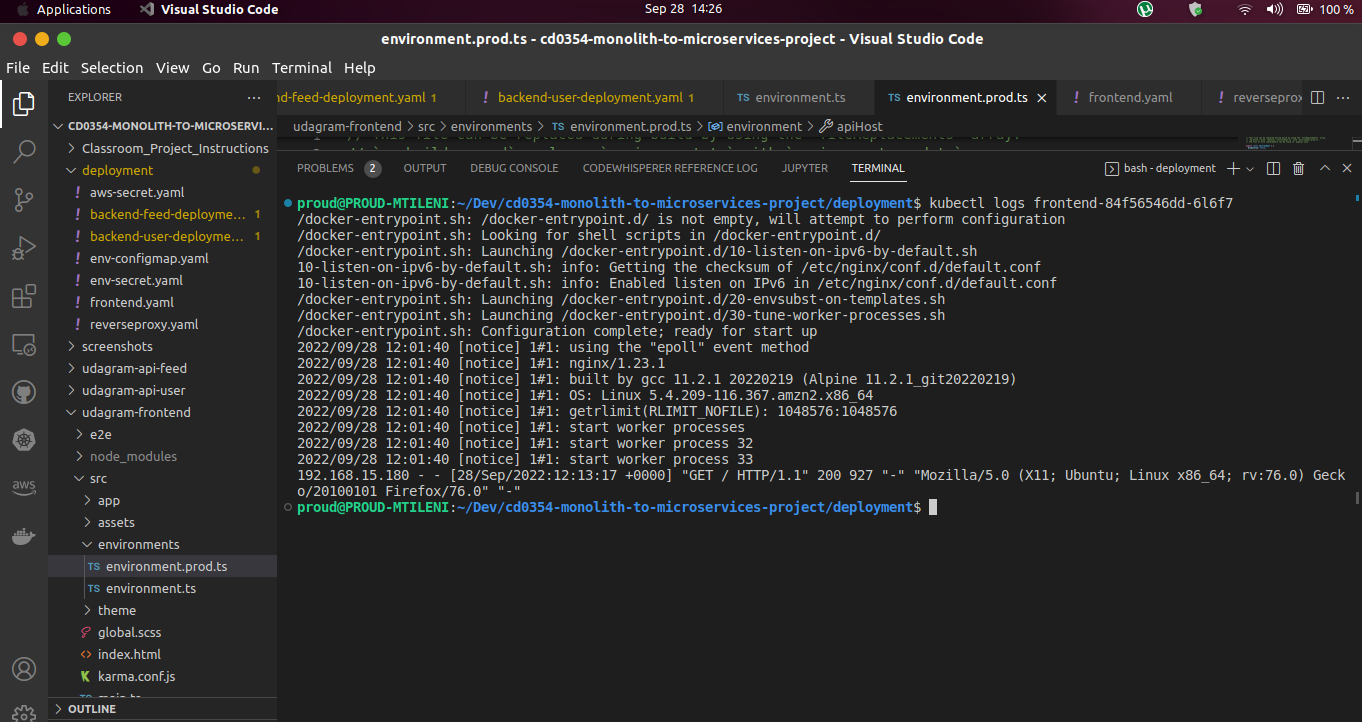 Applications
Visual Studio Code
Sep 28 14:26
100 %
environment.prod.ts - cd0354-monolith-to-microservices-project - Visual Studio Code
File Edit Selection View Go Run Terminal Help
EXPLORER
nd-feed-deployment.yaml 1
! backend-user-deployment.yaml 1
TS environment.ts
TS environment.prod.ts
! frontend.yaml
! reverseprox
CD0354-MONOLITH-TO-MICROSERVI...
Classroom_Project_Instructions
deployment
! aws-secret.yaml
! backend-feed-deployme... 1
! backend-user-deployme... 1
! env-configmap.yaml
! env-secret.yaml
! frontend.yaml
! reverseproxy.yaml
screenshots
udagram-api-feed
udagram-api-user
udagram-frontend
e2e
node_modules
src
app
assets
environments
TS environment.prod.ts
TS environment.ts
theme
global.scss
index.html
karma.conf.js
OUTLINE
aws
udagram-frontend > src > environments > TS environment.prod.ts > environment > apiHost
PROBLEMS 2 OUTPUT DEBUG CONSOLE CODEWHISPERER REFERENCE LOG JUPYTER TERMINAL
bash - deployment
proud@PROUD-MTILENI:~/Dev/cd0354-monolith-to-microservices-project/deployment$ kubectl logs frontend-84f56546dd-6l6f7
/docker-entrypoint.sh: /docker-entrypoint.d/ is not empty, will attempt to perform configuration
/docker-entrypoint.sh: Looking for shell scripts in /docker-entrypoint.d/
/docker-entrypoint.sh: Launching /docker-entrypoint.d/10-listen-on-ipv6-by-default.sh
10-listen-on-ipv6-by-default.sh: info: Getting the checksum of /etc/nginx/conf.d/default.conf
10-listen-on-ipv6-by-default.sh: info: Enabled listen on IPv6 in /etc/nginx/conf.d/default.conf
/docker-entrypoint.sh: Launching /docker-entrypoint.d/20-envsubst-on-templates.sh
/docker-entrypoint.sh: Launching /docker-entrypoint.d/30-tune-worker-processes.sh
/docker-entrypoint.sh: Configuration complete; ready for start up
2022/09/28 12:01:40 [notice] 1#1: using the "epoll" event method
2022/09/28 12:01:40 [notice] 1#1: nginx/1.23.1
2022/09/28 12:01:40 [notice] 1#1: built by gcc 11.2.1 20220219 (Alpine 11.2.1_git20220219)
2022/09/28 12:01:40 [notice] 1#1: OS: Linux 5.4.209-116.367.amzn2.x86_64
2022/09/28 12:01:40 [notice] 1#1: getrlimit(RLIMIT_NOFILE): 1048576:1048576
2022/09/28 12:01:40 [notice] 1#1: start worker processes
2022/09/28 12:01:40 [notice] 1#1: start worker process 32
2022/09/28 12:01:40 [notice] 1#1: start worker process 33
192.168.15.180 - - [28/Sep/2022:12:13:17 +0000] "GET / HTTP/1.1" 200 927 "-" "Mozilla/5.0 (X11; Ubuntu; Linux x86_64; rv:76.0) Geck
o/20100101 Firefox/76.0" "-"
proud@PROUD-MTILENI:~/Dev/cd0354-monolith-to-microservices-project/deployment$